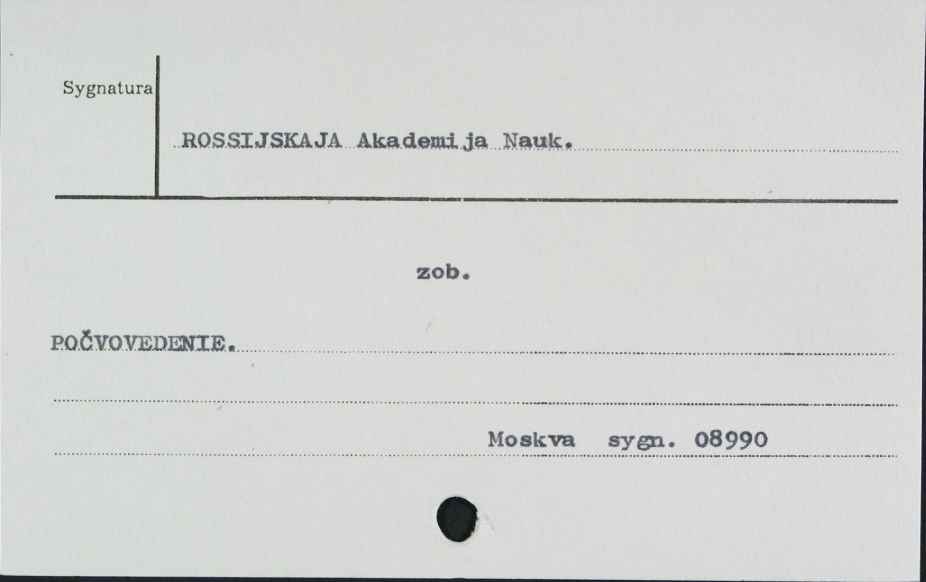 Sygnatura
ROSSIJSKAJA Akademija Nauk.
zob.
POČVOVEDENIE.
Moskva sygn. 08990